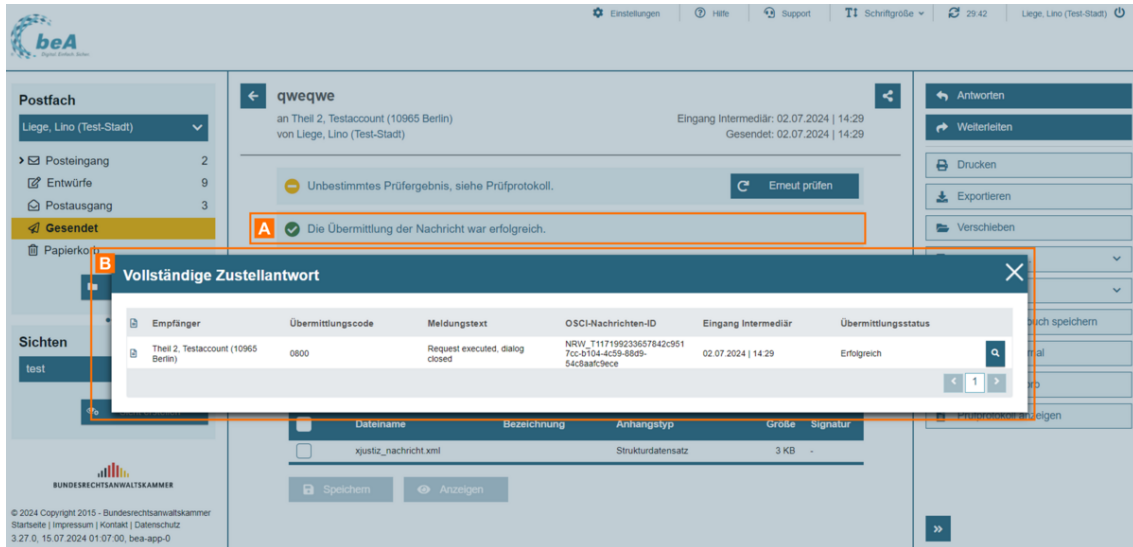 Einstellungen
Hilfe
Support
Schriftgröße
29:42
Liege, Lino (Test-Stadt)
beA
Postfach
Liege, Lino (Test-Stadt)
Posteingang 2
Entwürfe 9
Postausgang 3
Gesendet
Papierkorb
Sichten
test
BUNDESRECHTSANWALTSKAMMER
© 2024 Copyright 2015 - Bundesrechtsanwaltskammer
Startseite | Impressum | Kontakt | Datenschutz
3.27.0, 15.07.2024 01:07:00, bea-app-0
qweqwe
an Theil 2, Testaccount (10965 Berlin)
von Liege, Lino (Test-Stadt)
Eingang Intermediär: 02.07.2024 | 14:29
Gesendet: 02.07.2024 | 14:29
Unbestimmtes Prüfergebnis, siehe Prüfprotokoll.
Erneut prüfen
A
Die Übermittlung der Nachricht war erfolgreich.
B
Vollständige Zustellantwort
Empfänger Übermittlungscode Meldungstext OSCI-Nachrichten-ID Eingang Intermediär Übermittlungsstatus
Theil 2, Testaccount (10965
Berlin)
0800
Request executed, dialog
closed
NRW_T117199233657842c951
7cc-b104-4c59-88d9-
54c8aafc9ece
02.07.2024 | 14:29
Erfolgreich
1
Dateiname Bezeichnung Anhangstyp Größe Signatur
xjustiz_nachricht.xml Strukturdatensatz 3 KB -
Speichern
Anzeigen
Antworten
Weiterleiten
Drucken
Exportieren
Verschieben
uch speichern
Prüfprotokoll anzeigen